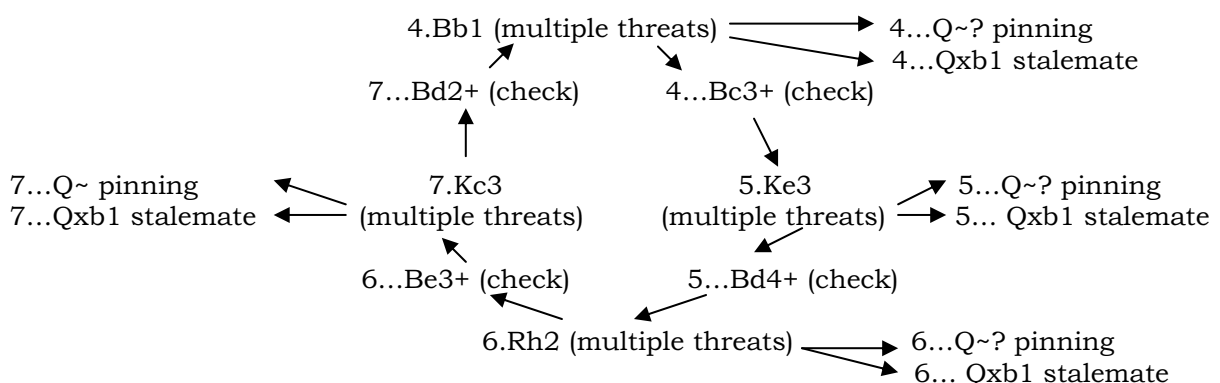 4.Bb1 (multiple threats)
4…Q~? pinning
4…Qxb1 stalemate
7…Bd2+ (check)
4…Bc3+ (check)
7…Q~ pinning
7…Qxb1 stalemate
7.Kc3
(multiple threats)
5.Ke3
(multiple threats)
5…Q~? pinning
5… Qxb1 stalemate
6…Be3+ (check)
5…Bd4+ (check)
6.Rh2 (multiple threats)
6…Q~? pinning
6… Qxb1 stalemate